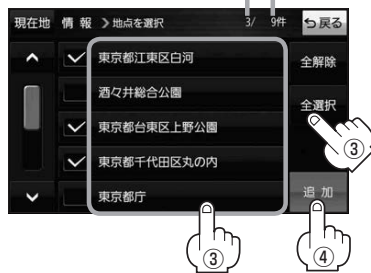 現在地 情 報 ❯地点を選択 3/ 9件 戻る
東京都江東区白河
全解除
酒々井総合公園
全選択
東京都台東区上野公園
③
東京都千代田区丸の内
東京都庁
追 加
③
④